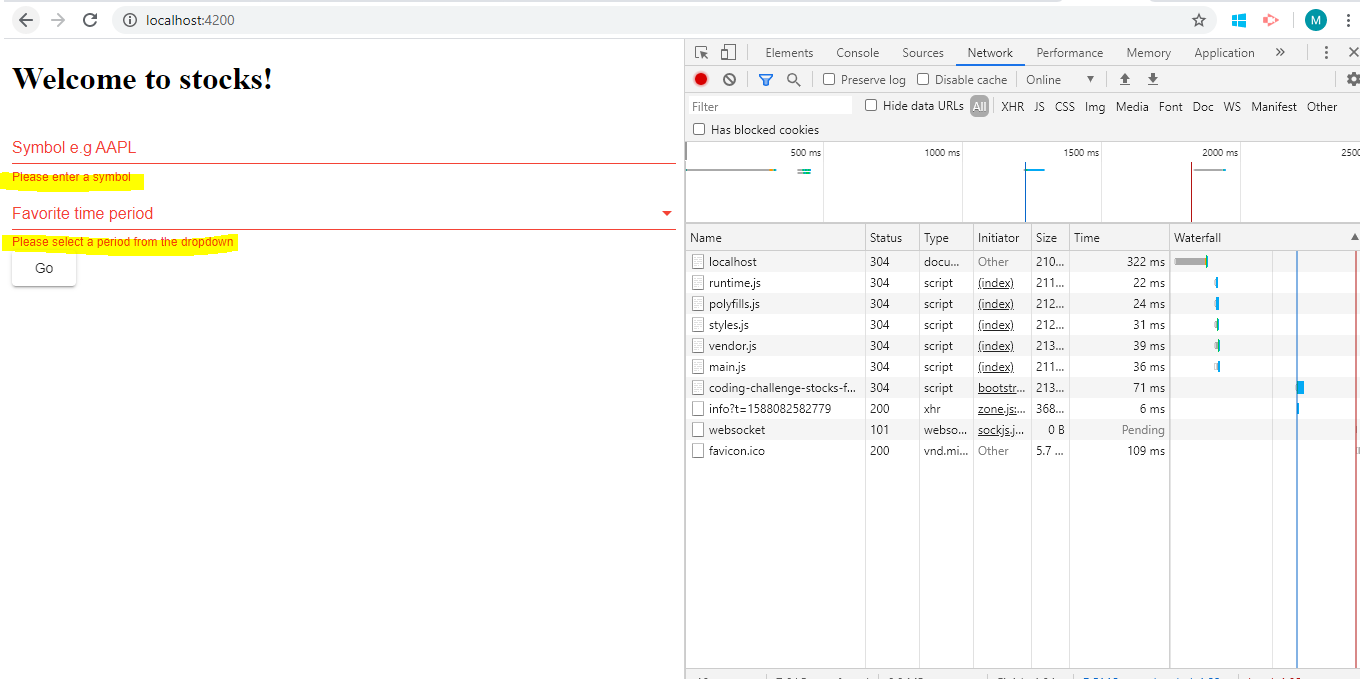 localhost:4200
M
Welcome to stocks!
Symbol e.g AAPL
Please enter a symbol
Favorite time period
Please select a period from the dropdown
Go
Elements Console Sources Network Performance Memory Application »
Preserve log Disable cache Online
Filter Hide data URLs All XHR JS CSS Img Media Font Doc WS Manifest Other
Has blocked cookies
500 ms 1000 ms 1500 ms 2000 ms 2500
Name Status Type Initiator Size Time Waterfall
localhost 304 docu... Other 210... 322 ms
runtime.js 304 script (index) 211... 22 ms
polyfills.js 304 script (index) 212... 24 ms
styles.js 304 script (index) 212... 31 ms
vendor.js 304 script (index) 213... 39 ms
main.js 304 script (index) 211... 36 ms
coding-challenge-stocks-f... 304 script bootstr... 213... 71 ms
info?t=1588082582779 200 xhr zone.js:... 368... 6 ms
websocket 101 webso... sockjs.j... 0 B Pending
favicon.ico 200 vnd.mi... Other 5.7 ... 109 ms